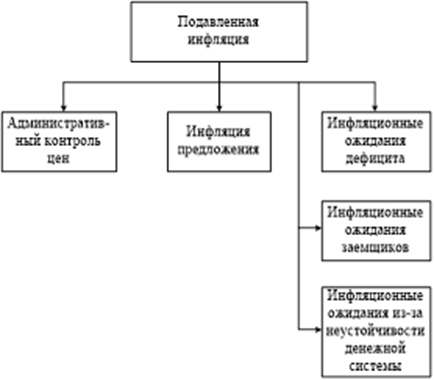 Подавленная
инфляция
Административ-
ный контроль
цен
Инфляция
предложения
Инфляционные
ожидания
дефицита
Инфляционные
ожидания
заемщиков
Инфляционные
ожидания из-за
неустойчивости
денежной
системы